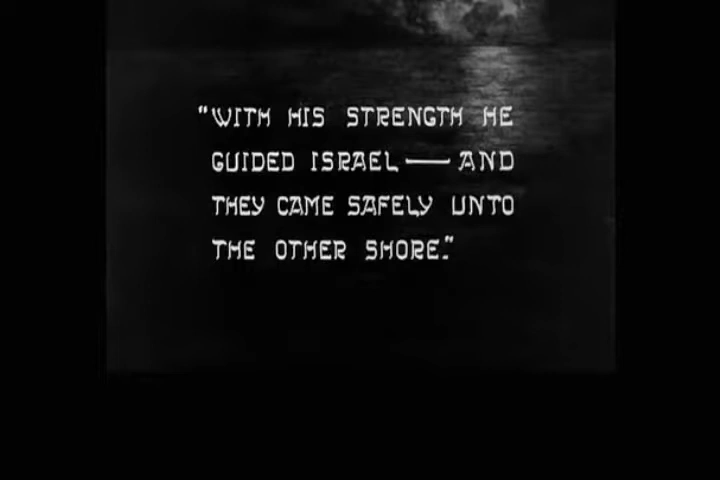 "WITH HIS STRENGTH HE
GUIDED ISRAEL — AND
THEY CAME SAFELY UNTO
THE OTHER SHORE."